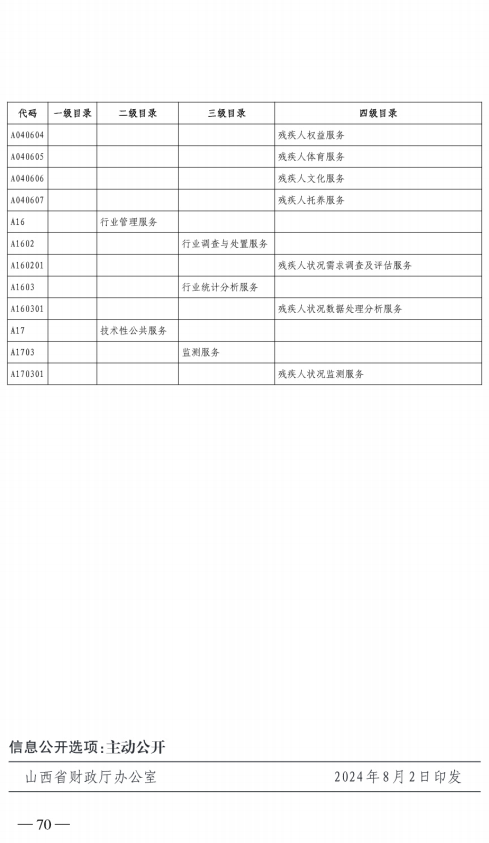 代码 一级目录 二级目录 三级目录 四级目录
A040604 残疾人权益服务
A040605 残疾人体育服务
A040606 残疾人文化服务
A040607 残疾人托养服务
A16 行业管理服务
A1602 行业调查与处置服务
A160201 残疾人状况需求调查及评估服务
A1603 行业统计分析服务
A160301 残疾人状况数据处理分析服务
A17 技术性公共服务
A1703 监测服务
A170301 残疾人状况监测服务
信息公开选项:主动公开
山西省财政厅办公室 2024年8月2日印发
— 70 —